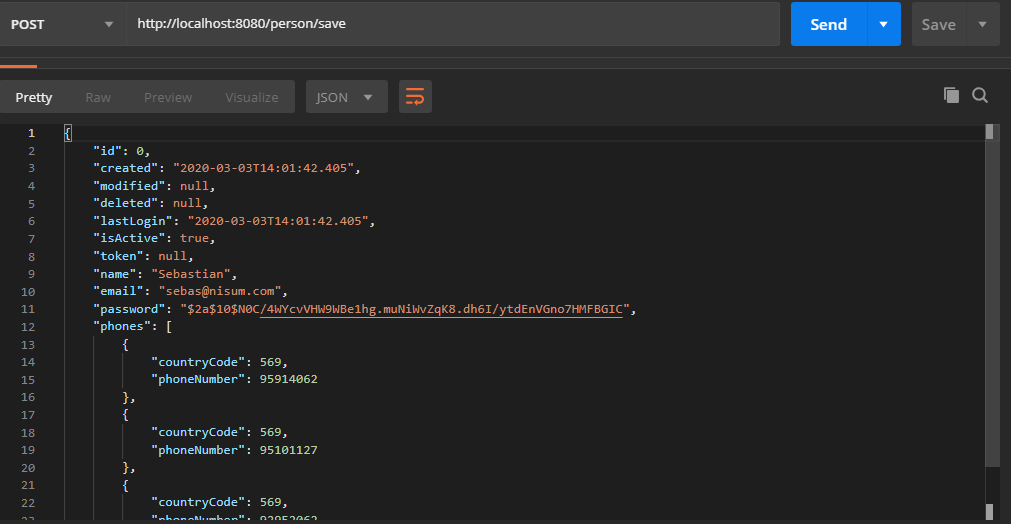 POST http://localhost:8080/person/save Send Save
Pretty Raw Preview Visualize JSON
1 {
2 "id": 0,
3 "created": "2020-03-03T14:01:42.405",
4 "modified": null,
5 "deleted": null,
6 "lastLogin": "2020-03-03T14:01:42.405",
7 "isActive": true,
8 "token": null,
9 "name": "Sebastian",
10 "email": "sebas@nisum.com",
11 "password": "$2a$10$N0C/4WYcvVHW9WBe1hg.muNiWvZqK8.dh6I/ytdEnVGno7HMFBGIC",
12 "phones": [
13 {
14 "countryCode": 569,
15 "phoneNumber": 95914062
16 },
17 {
18 "countryCode": 569,
19 "phoneNumber": 95101127
20 },
21 {
22 "countryCode": 569,
23 "phoneNumber": 92952062